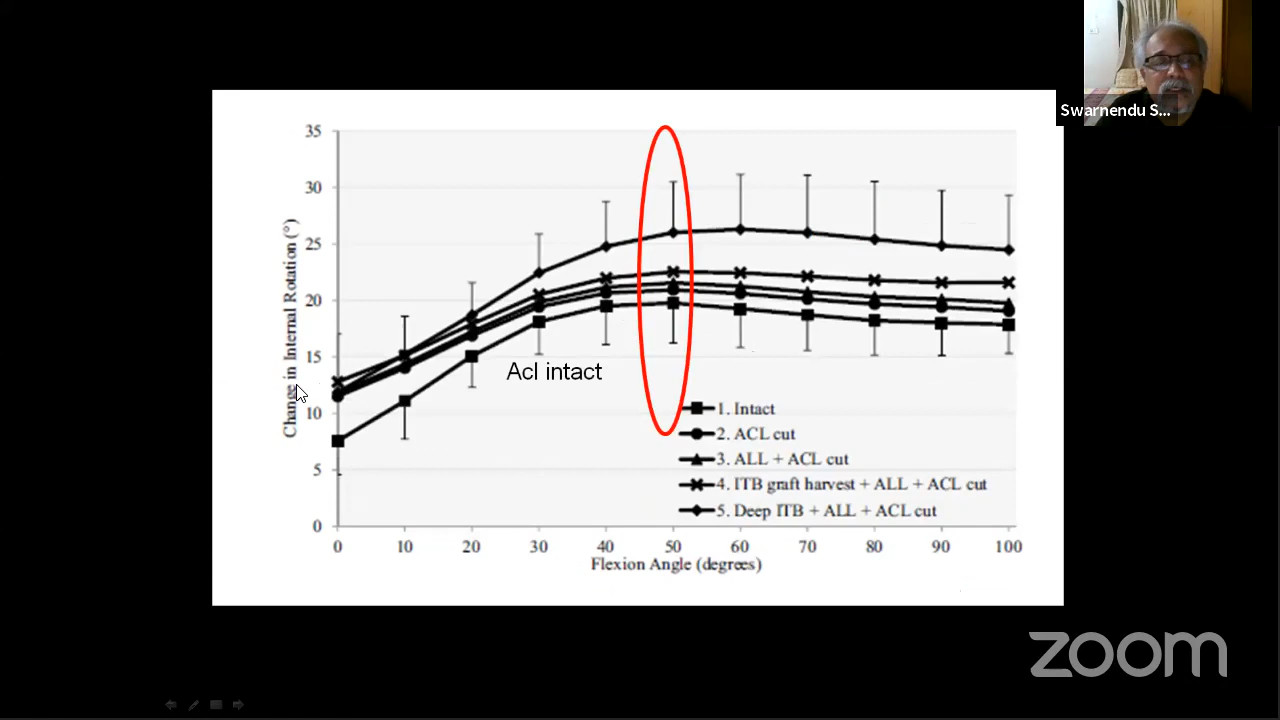 Swarnendu S...
35
30
25
20
15
10
5
0
Change in Internal Rotation (°)
Acl intact
1. Intact
2. ACL cut
3. ALL + ACL cut
4. ITB graft harvest + ALL + ACL cut
5. Deep ITB + ALL + ACL cut
0 10 20 30 40 50 60 70 80 90 100
Flexion Angle (degrees)
zoom